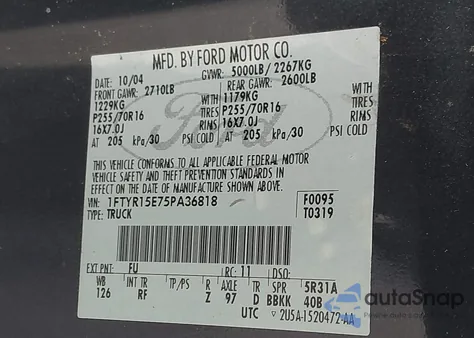 MFD. BY FORD MOTOR CO.
DATE: 10/04 GVWR: 5000LB / 2267KG
FRONT GAWR: 2710LB REAR GAWR: 2600LB
1229KG WITH 1179KG WITH
P255/70R16 TIRES P255/70R16 TIRES
16X7.0J RIMS 16X7.0J RIMS
AT 205 kPa/30 PSI COLD AT 205 kPa/30 PSI COLD
THIS VEHICLE CONFORMS TO ALL APPLICABLE FEDERAL MOTOR
VEHICLE SAFETY AND THEFT PREVENTION STANDARDS IN
EFFECT ON THE DATE OF MANUFACTURE SHOWN ABOVE.
VIN: 1FTYR15E75PA36818 F0095
TYPE: TRUCK T0319
EXT PNT: FU RC: 11 DSO:
WB INT TR TP/PS R AXLE TR SPR 5R31A
126 RF Z 97 D BBKK 40B
UTC ▽2U5A-1520472-AA
Ford
autoSnap